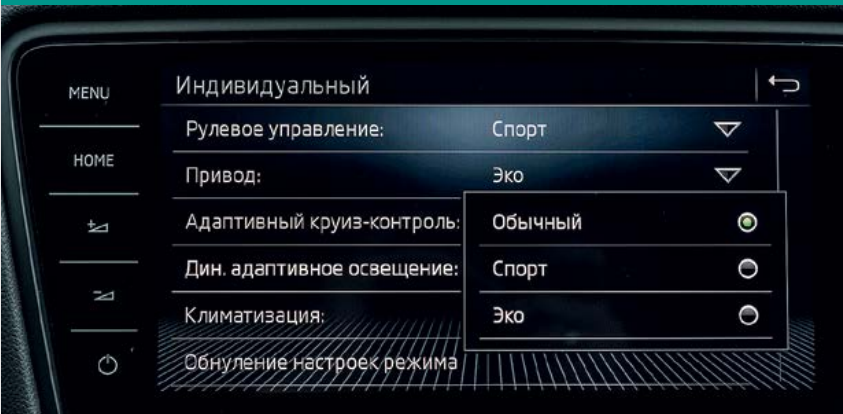 MENU
Индивидуальный
Рулевое управление: Спорт
HOME
Привод: Эко
Адаптивный круиз-контроль: Обычный
Дин. адаптивное освещение: Спорт
Климатизация: Эко
Обнуление настроек режима